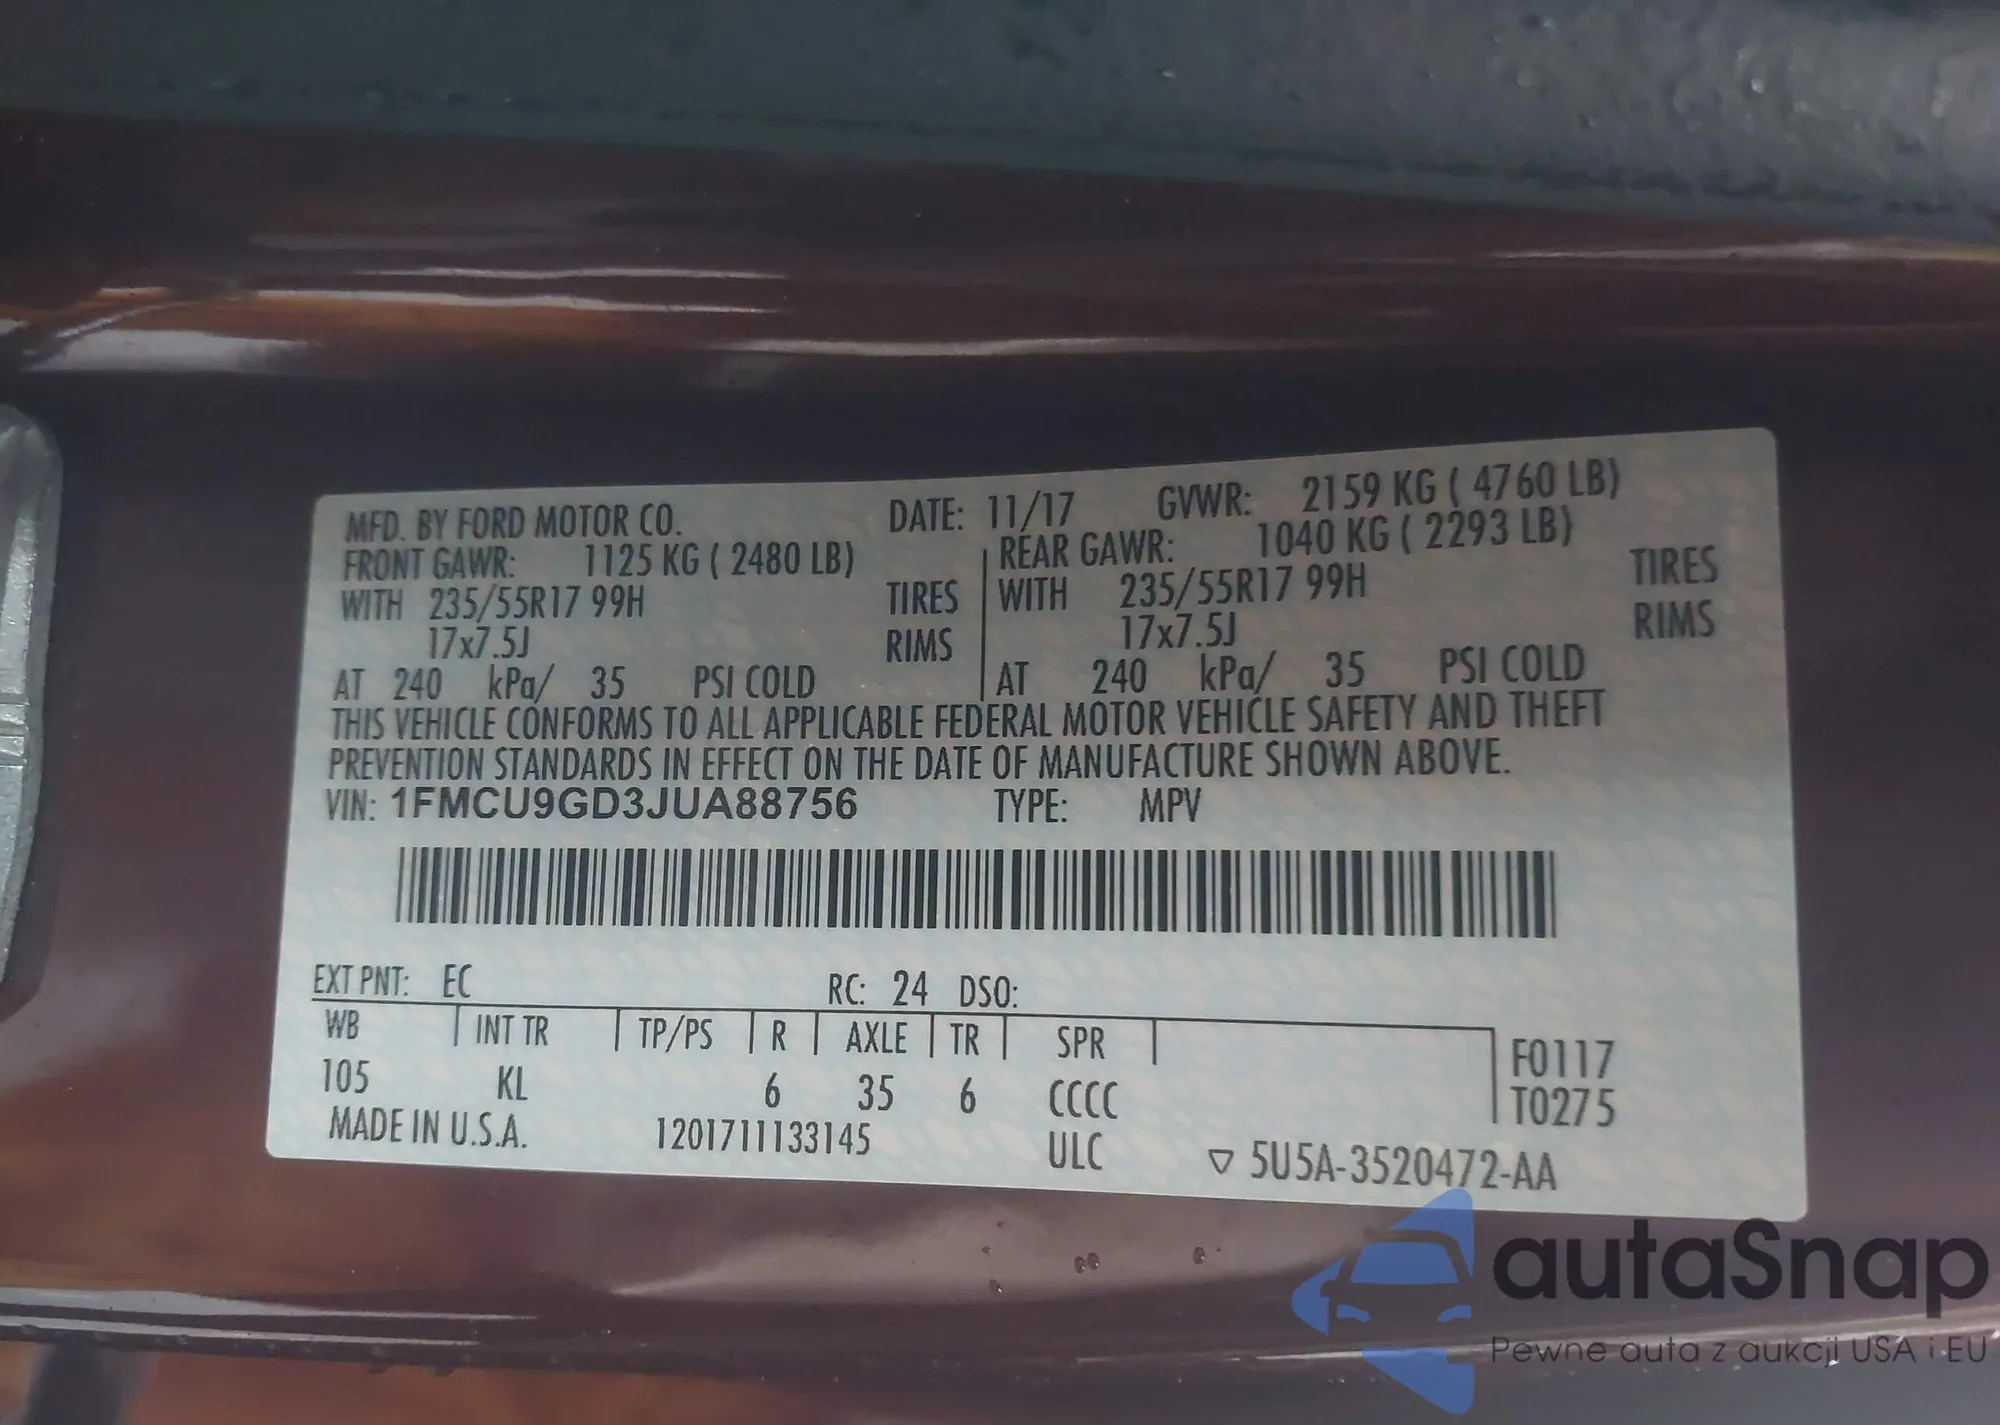 MFD. BY FORD MOTOR CO. DATE: 11/17 GVWR: 2159 KG ( 4760 LB)
FRONT GAWR: 1125 KG ( 2480 LB) REAR GAWR: 1040 KG ( 2293 LB)
WITH 235/55R17 99H TIRES WITH 235/55R17 99H TIRES
17x7.5J RIMS 17x7.5J RIMS
AT 240 kPa/ 35 PSI COLD AT 240 kPa/ 35 PSI COLD
THIS VEHICLE CONFORMS TO ALL APPLICABLE FEDERAL MOTOR VEHICLE SAFETY AND THEFT
PREVENTION STANDARDS IN EFFECT ON THE DATE OF MANUFACTURE SHOWN ABOVE.
VIN: 1FMCU9GD3JUA88756 TYPE: MPV
EXT PNT: EC RC: 24 DSO:
WB INT TR TP/PS R AXLE TR SPR F0117
105 KL 6 35 6 CCCC T0275
MADE IN U.S.A. 1201711133145 ULC ▽ 5U5A-3520472-AA
autaSnap
Pewne auta z aukcji USA i EU